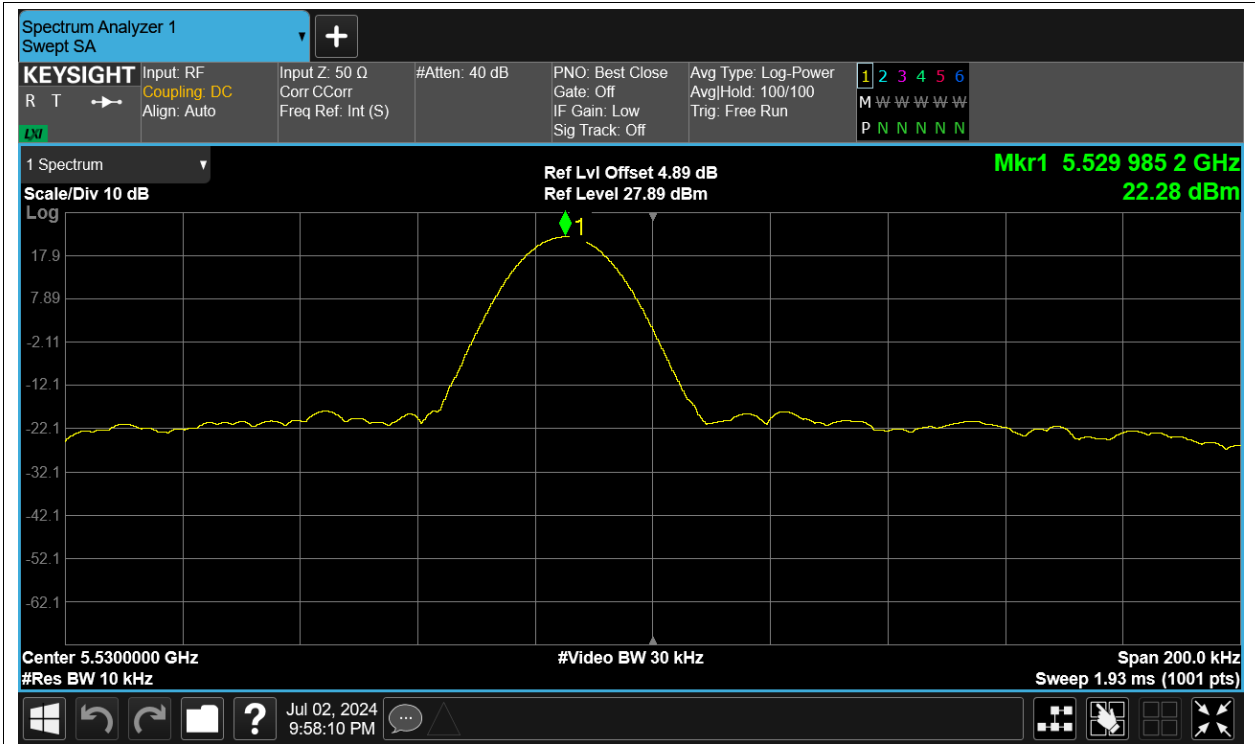 Spectrum Analyzer 1
Swept SA
KEYSIGHT
R T
LXI
Input: RF
Coupling: DC
Align: Auto
Input Z: 50 Ω
Corr CCorr
Freq Ref: Int (S)
#Atten: 40 dB
PNO: Best Close
Gate: Off
IF Gain: Low
Sig Track: Off
Avg Type: Log-Power
Avg|Hold: 100/100
Trig: Free Run
1 2 3 4 5 6
M W W W W W
P N N N N N
1 Spectrum
Scale/Div 10 dB
Log
Ref Lvl Offset 4.89 dB
Ref Level 27.89 dBm
Mkr1 5.529 985 2 GHz
22.28 dBm
1
17.9
7.89
-2.11
-12.1
-22.1
-32.1
-42.1
-52.1
-62.1
Center 5.5300000 GHz
#Res BW 10 kHz
#Video BW 30 kHz
Span 200.0 kHz
Sweep 1.93 ms (1001 pts)
?
Jul 02, 2024
9:58:10 PM